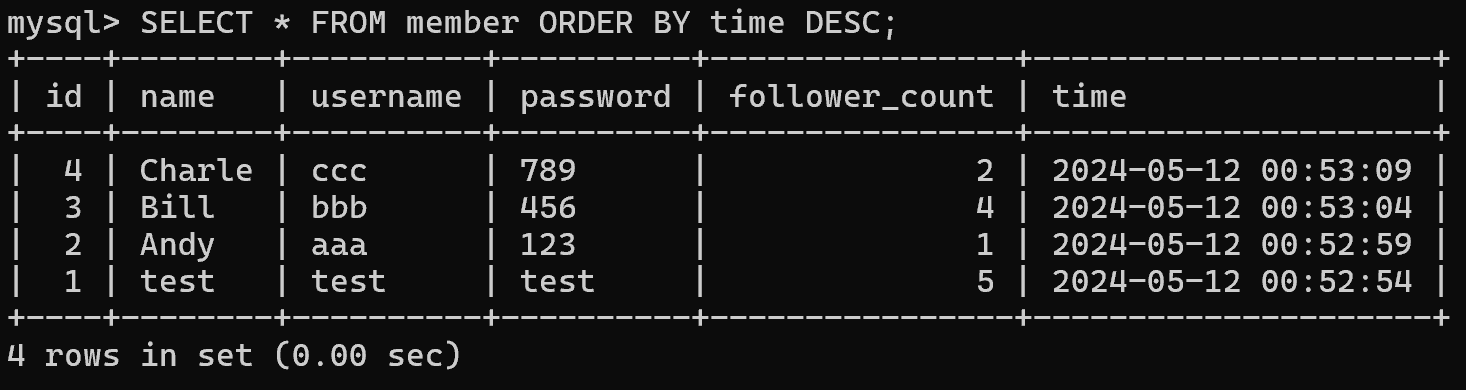 mysql> SELECT * FROM member ORDER BY time DESC;
+----+--------+----------+----------+----------------+---------------------+
| id | name   | username | password | follower_count | time                |
+----+--------+----------+----------+----------------+---------------------+
|  4 | Charle | ccc      | 789      |              2 | 2024-05-12 00:53:09 |
|  3 | Bill   | bbb      | 456      |              4 | 2024-05-12 00:53:04 |
|  2 | Andy   | aaa      | 123      |              1 | 2024-05-12 00:52:59 |
|  1 | test   | test     | test     |              5 | 2024-05-12 00:52:54 |
+----+--------+----------+----------+----------------+---------------------+
4 rows in set (0.00 sec)